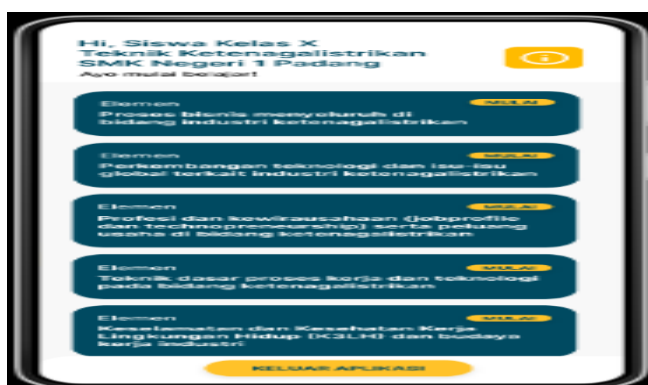 Hi, Siswa Kelas X
Teknik Ketenagalistrikan
SMK Negeri 1 Padang
Ayo mulai belajar!
Elemen MULAI
Proses bisnis menyeluruh di
bidang industri ketenagalistrikan
Elemen MULAI
Perkembangan teknologi dan isu-isu
global terkait industri ketenagalistrikan
Elemen MULAI
Profesi dan kewirausahaan (jobprofile
dan technopreneurship) serta peluang
usaha di bidang ketenagalistrikan
Elemen MULAI
Teknik dasar proses kerja dan teknologi
pada bidang ketenagalistrikan
Elemen MULAI
Keselamatan dan Kesehatan Kerja
Lingkungan Hidup (K3LH) dan budaya
kerja industri
KELUAR APLIKASI